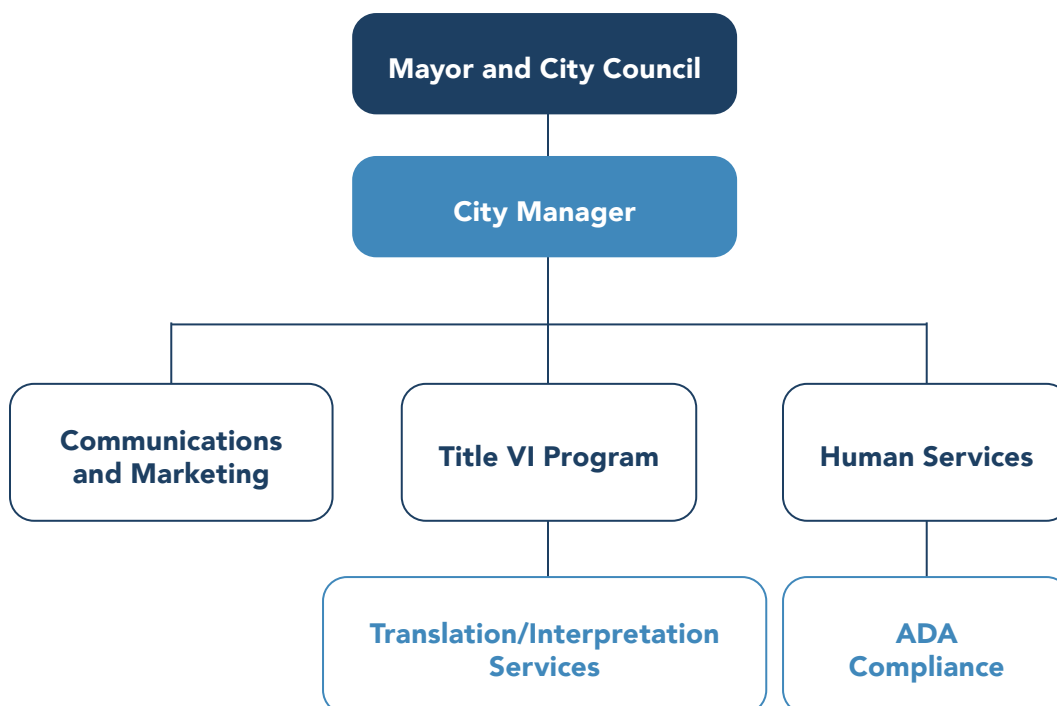 Mayor and City Council
City Manager
Communications
and Marketing
Title VI Program
Human Services
Translation/Interpretation
Services
ADA
Compliance